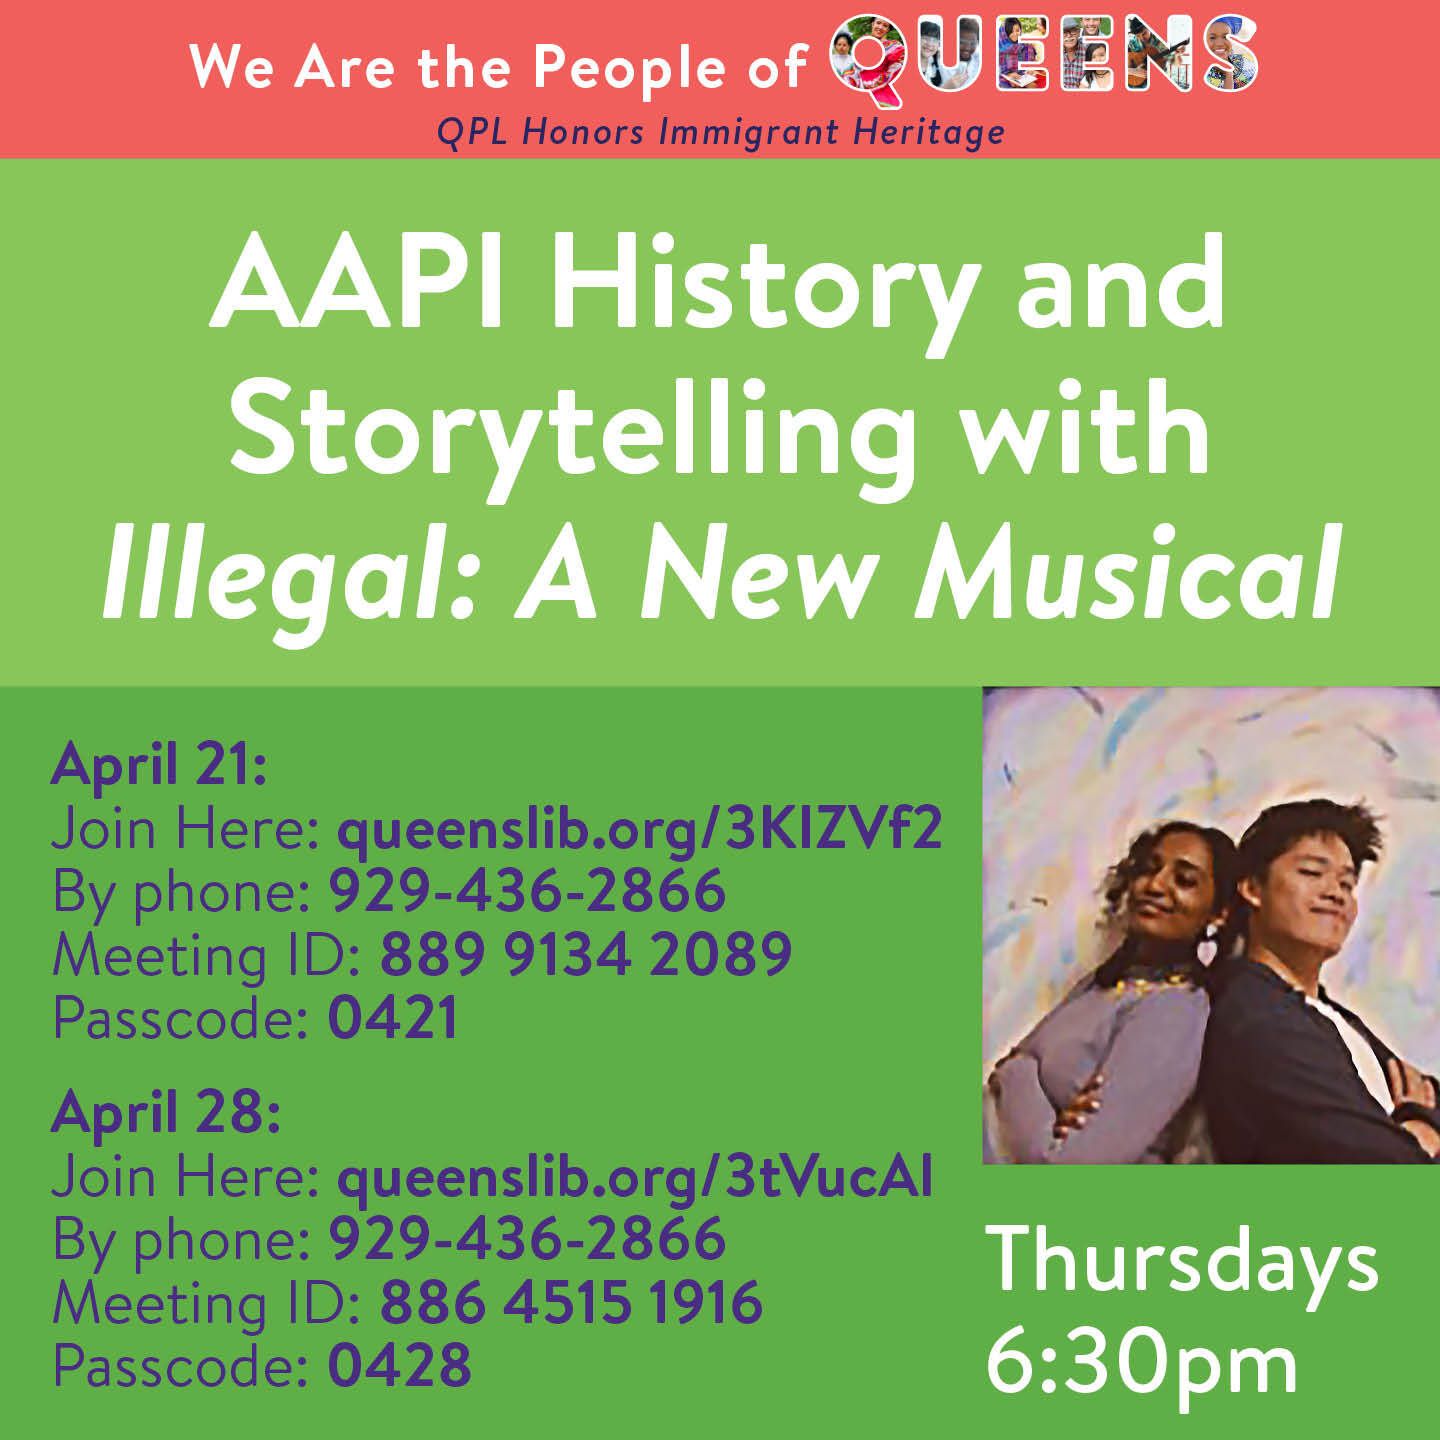 We Are the People of QUEENS
QPL Honors Immigrant Heritage
AAPI History and
Storytelling with
Illegal: A New Musical
April 21:
Join Here: queenslib.org/3KIZVf2
By phone: 929-436-2866
Meeting ID: 889 9134 2089
Passcode: 0421
April 28:
Join Here: queenslib.org/3tVucAl
By phone: 929-436-2866
Meeting ID: 886 4515 1916
Passcode: 0428
Thursdays
6:30pm